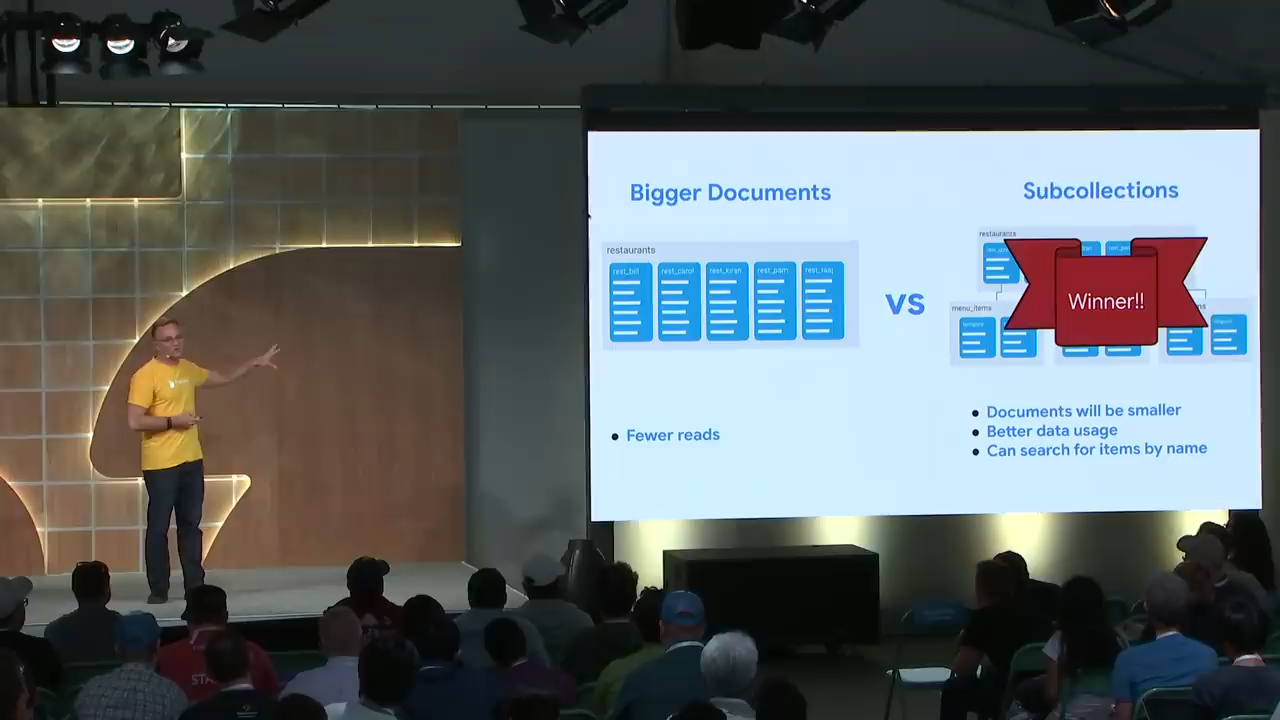 Bigger Documents
restaurants
rest_bill rest_carol rest_kiran rest_pam rest_raaj
Fewer reads
vs
Subcollections
restaurants
Winner!!
menu_items
Documents will be smaller
Better data usage
Can search for items by name